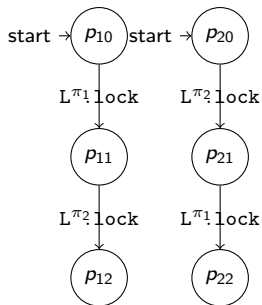 start p₁₀ start p₂₀
L^π₁.lock L^π₂.lock
p₁₁ p₂₁
L^π₂.lock L^π₁.lock
p₁₂ p₂₂